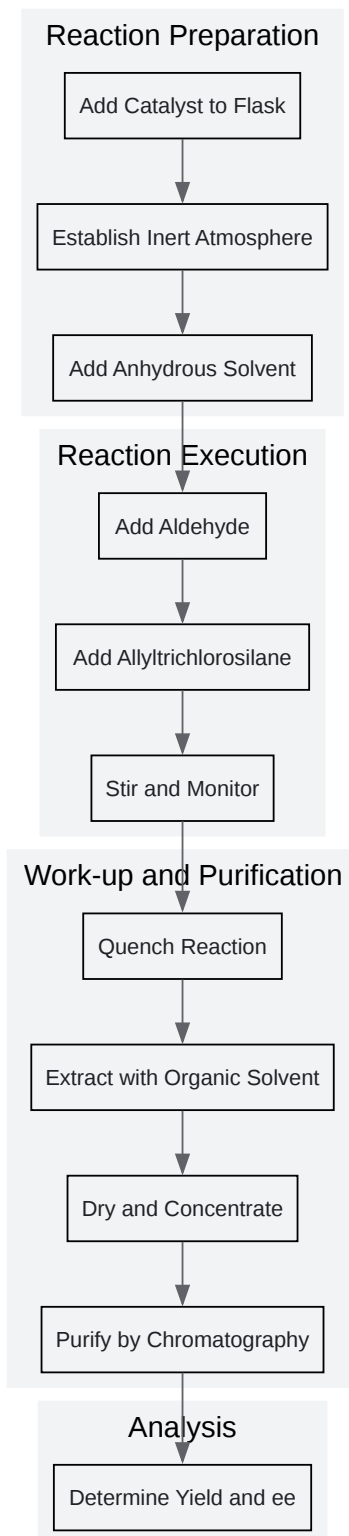 Reaction Preparation
Add Catalyst to Flask
Establish Inert Atmosphere
Add Anhydrous Solvent
Reaction Execution
Add Aldehyde
Add Allyltrichlorosilane
Stir and Monitor
Work-up and Purification
Quench Reaction
Extract with Organic Solvent
Dry and Concentrate
Purify by Chromatography
Analysis
Determine Yield and ee